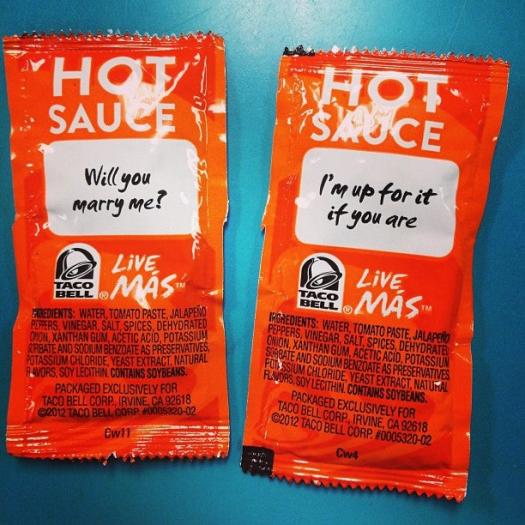 HOT
SAUCE
Will you
marry me?
TACO
BELL®
LiVE
MÁS™
INGREDIENTS: WATER, TOMATO PASTE, JALAPEÑO
PEPPERS, VINEGAR, SALT, SPICES, DEHYDRATED
ONION, XANTHAN GUM, ACETIC ACID, POTASSIUM
SORBATE AND SODIUM BENZOATE AS PRESERVATIVES,
POTASSIUM CHLORIDE, YEAST EXTRACT, NATURAL
FLAVORS, SOY LECITHIN. CONTAINS SOYBEANS.
PACKAGED EXCLUSIVELY FOR
TACO BELL CORP., IRVINE, CA 92618
©2012 TACO BELL CORP. #0005320-02
CW11
HOT
SAUCE
I'm up for it
if you are
TACO
BELL®
LiVE
MÁS™
INGREDIENTS: WATER, TOMATO PASTE, JALAPEÑO
PEPPERS, VINEGAR, SALT, SPICES, DEHYDRATED
ONION, XANTHAN GUM, ACETIC ACID, POTASSIUM
SORBATE AND SODIUM BENZOATE AS PRESERVATIVES,
POTASSIUM CHLORIDE, YEAST EXTRACT, NATURAL
FLAVORS, SOY LECITHIN. CONTAINS SOYBEANS.
PACKAGED EXCLUSIVELY FOR
TACO BELL CORP., IRVINE, CA 92618
©2012 TACO BELL CORP. #0005320-02
CW4